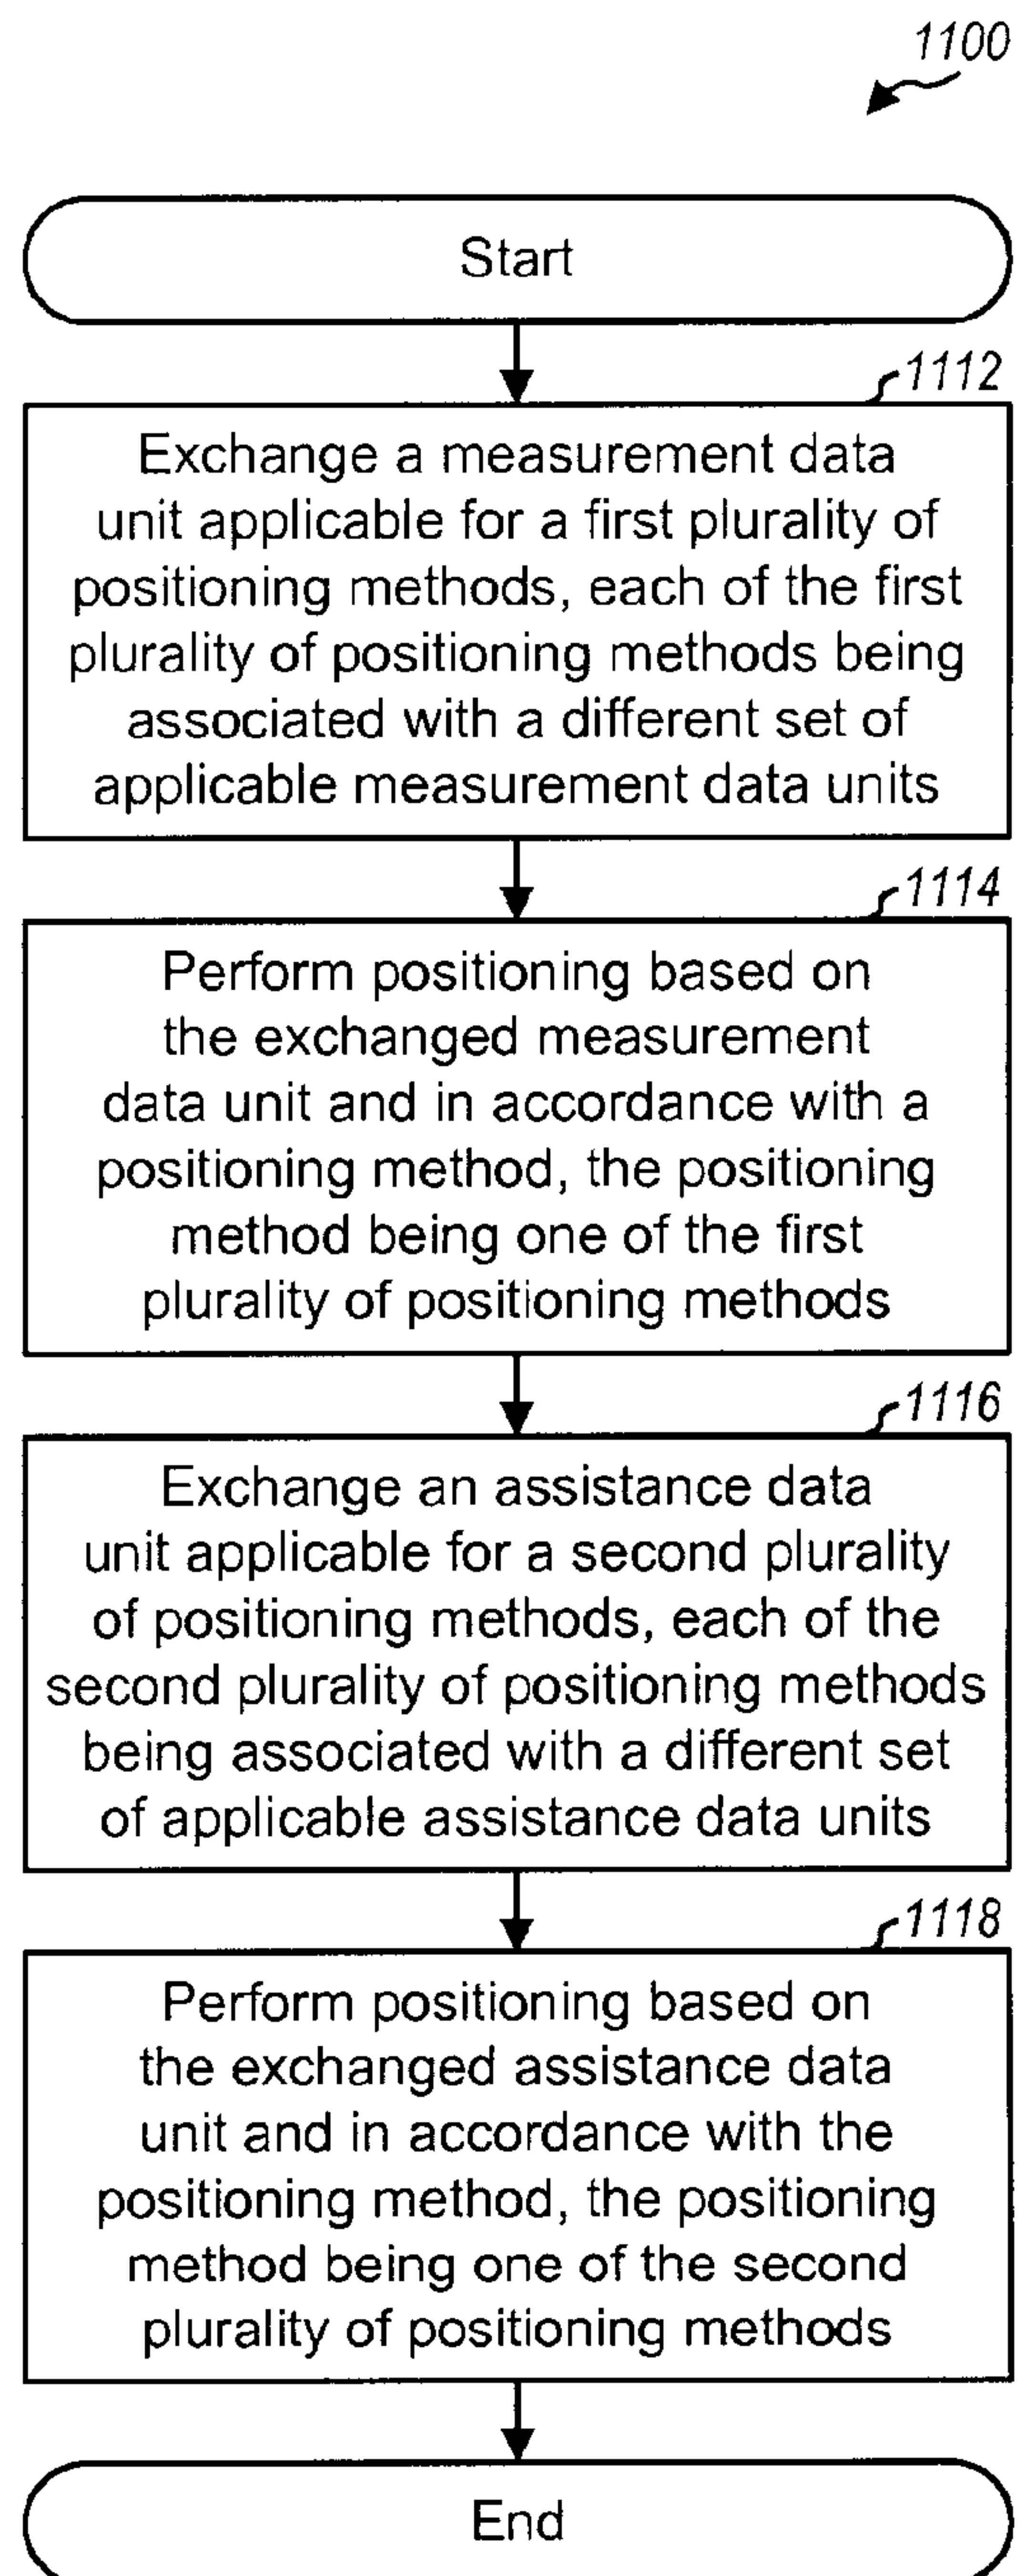 1100
Start
1112
Exchange a measurement data
unit applicable for a first plurality of
positioning methods, each of the first
plurality of positioning methods being
associated with a different set of
applicable measurement data units
1114
Perform positioning based on
the exchanged measurement
data unit and in accordance with a
positioning method, the positioning
method being one of the first
plurality of positioning methods
1116
Exchange an assistance data
unit applicable for a second plurality
of positioning methods, each of the
second plurality of positioning methods
being associated with a different set
of applicable assistance data units
1118
Perform positioning based on
the exchanged assistance data
unit and in accordance with the
positioning method, the positioning
method being one of the second
plurality of positioning methods
End